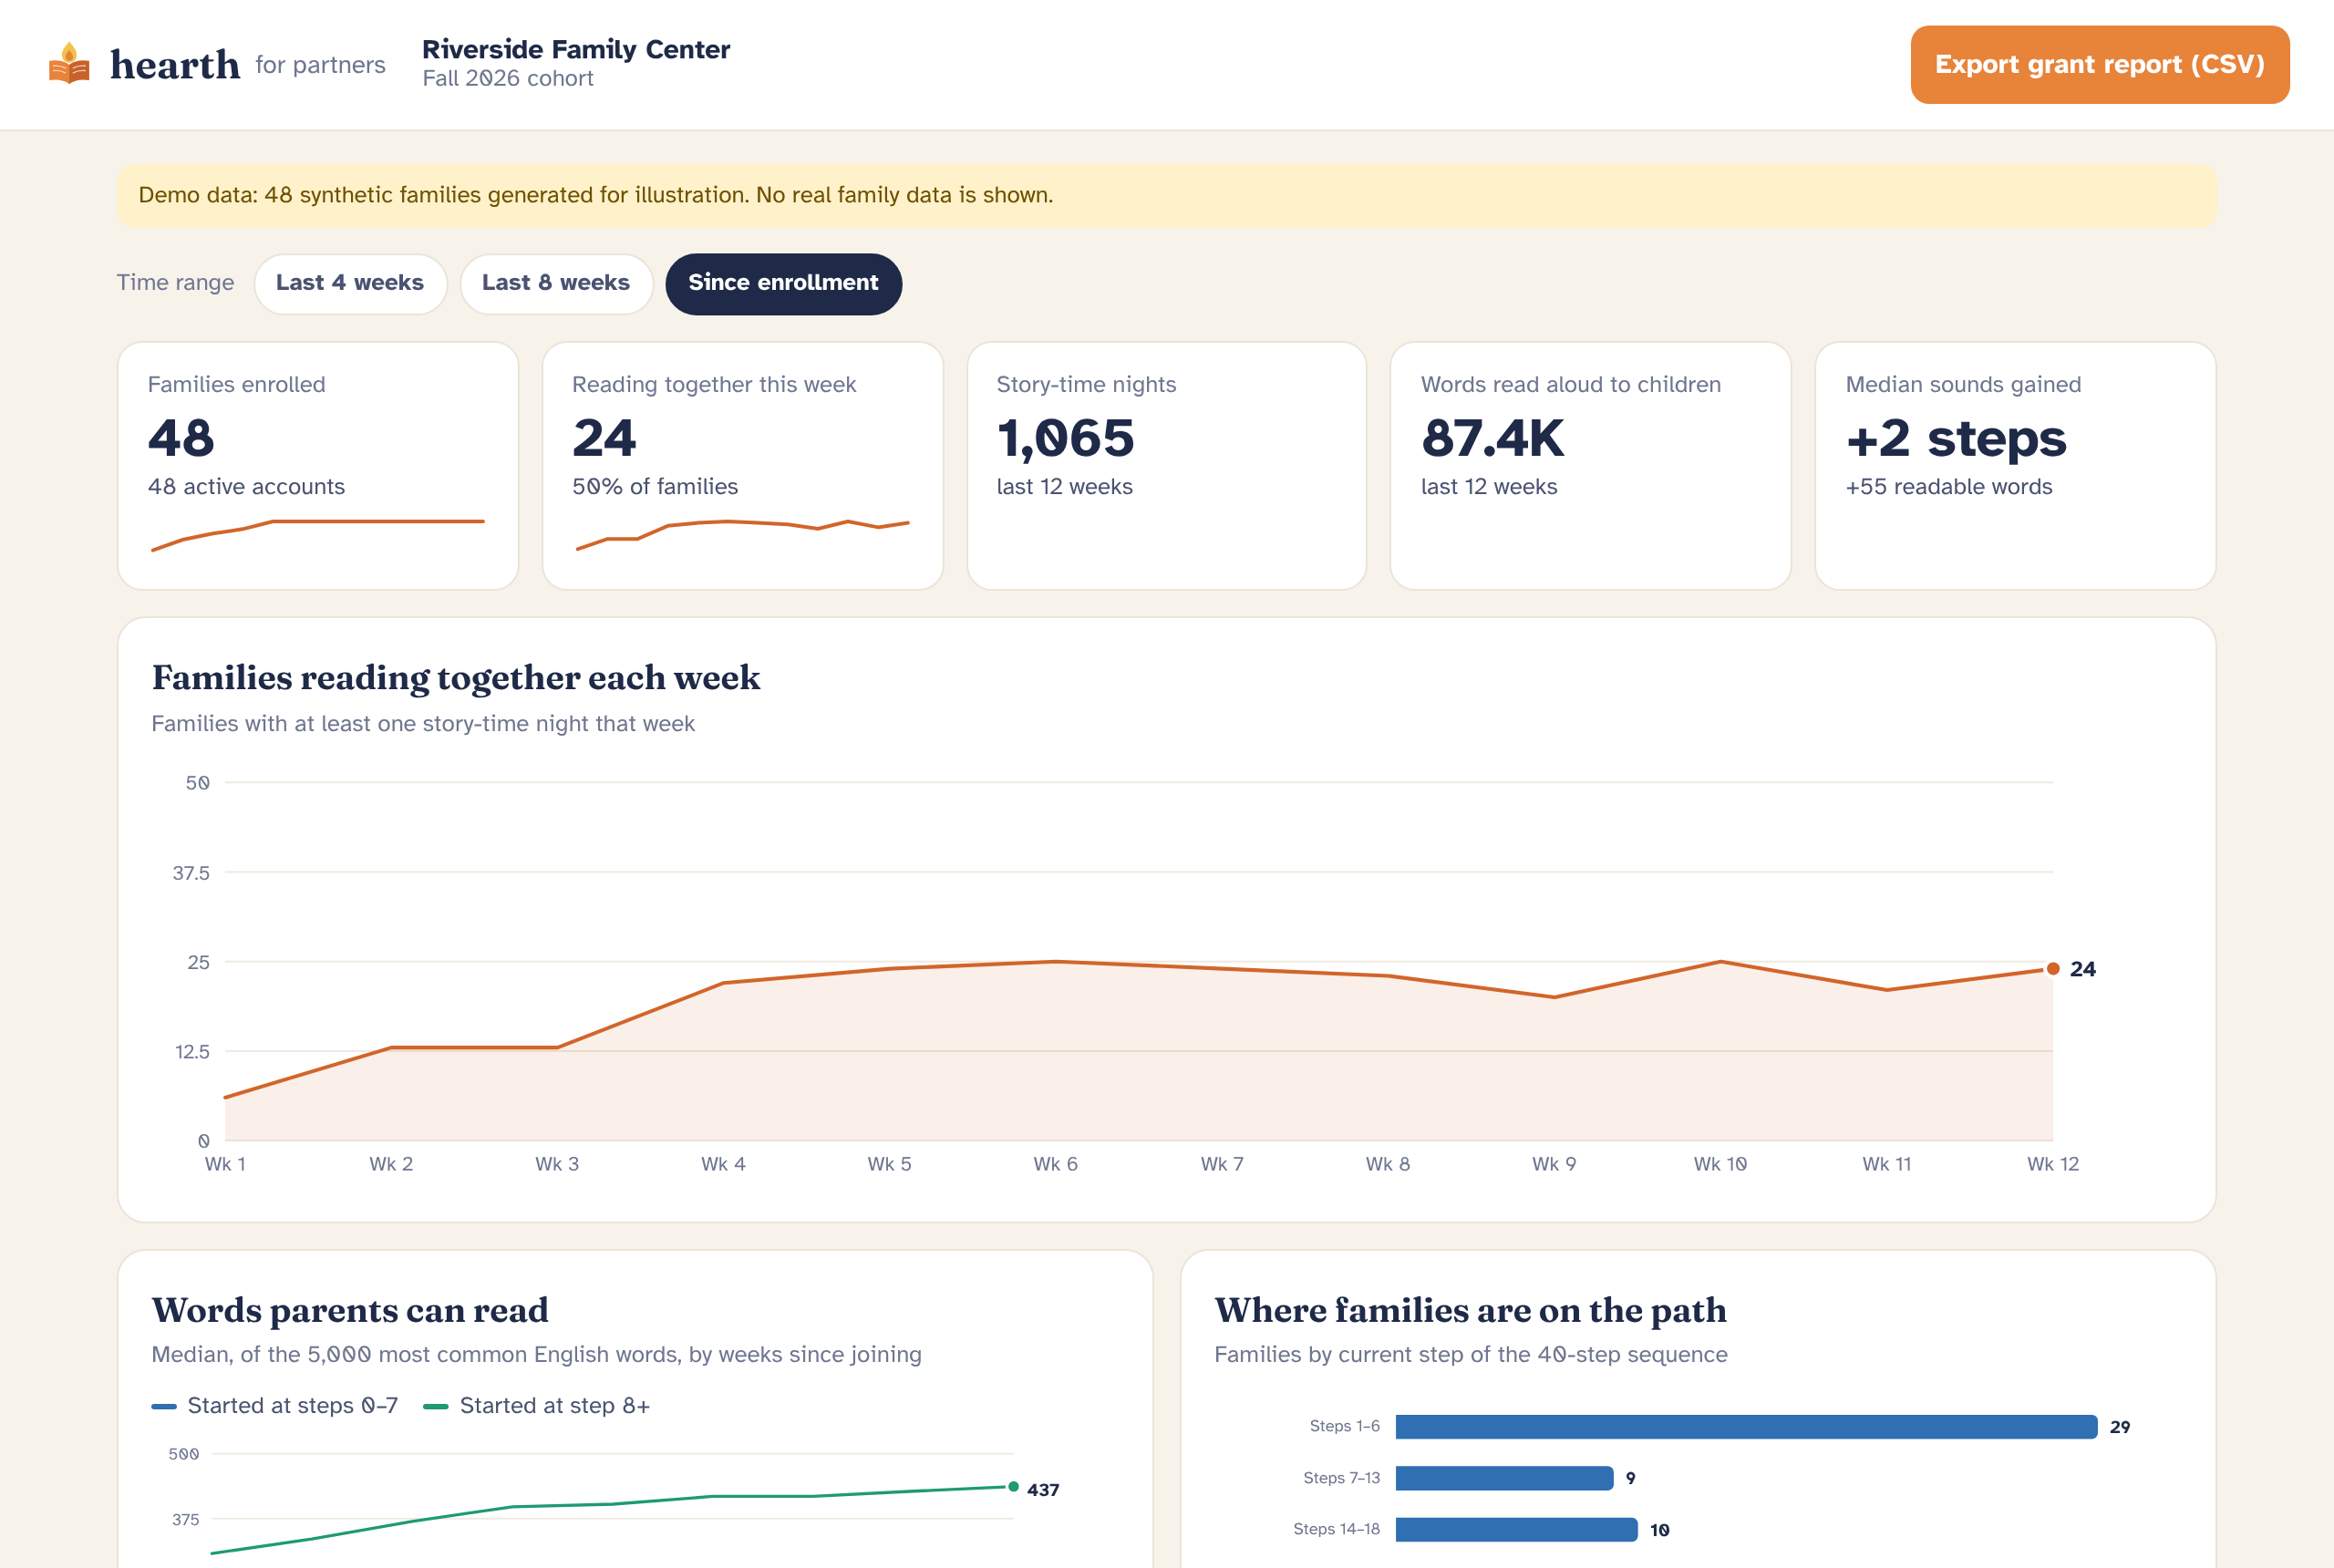 hearth for partners
Riverside Family Center
Fall 2026 cohort
Export grant report (CSV)
Demo data: 48 synthetic families generated for illustration. No real family data is shown.
Time range
Last 4 weeks
Last 8 weeks
Since enrollment
Families enrolled
48
48 active accounts
Reading together this week
24
50% of families
Story-time nights
1,065
last 12 weeks
Words read aloud to children
87.4K
last 12 weeks
Median sounds gained
+2 steps
+55 readable words
Families reading together each week
Families with at least one story-time night that week
50
37.5
25
12.5
0
24
Wk 1
Wk 2
Wk 3
Wk 4
Wk 5
Wk 6
Wk 7
Wk 8
Wk 9
Wk 10
Wk 11
Wk 12
Words parents can read
Median, of the 5,000 most common English words, by weeks since joining
Started at steps 0–7
Started at step 8+
500
437
375
Where families are on the path
Families by current step of the 40-step sequence
Steps 1–6
29
Steps 7–13
9
Steps 14–18
10